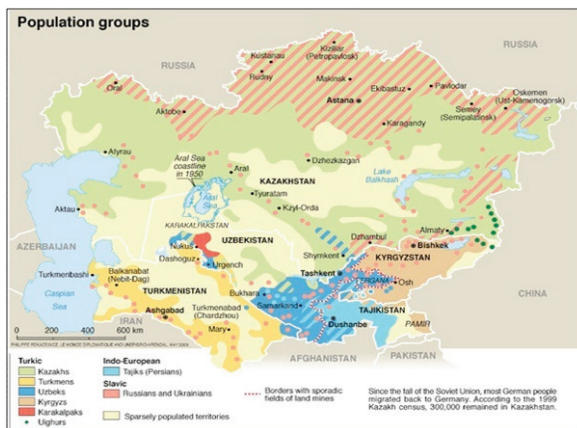 Population groups
RUSSIA
RUSSIA
Kiziliar
(Petropavlosk)
Kustanau
Rudny
Makinsk
Pavlodar
Ekibastuz
Oral
Astana
Oskemen
(Ust-Kamenogorsk)
Semey
(Semipalatinsk)
Aktobe
Karagandy
Atyrau
Aral Sea
coastline
in 1950
Dzhezkazgan
Aral
KAZAKHSTAN
Lake
Balkhash
Aral
Sea
Tyuratam
Aktau
Kzyl-Orda
KARAKALPAKSTAN
Almaty
UZBEKISTAN
Dzhambul
Bishkek
AZERBAIJAN
Nukus
Shymkent
KYRGYZSTAN
Dashoguz
Urgench
Tashkent
Turkmenbashi
Balkanabat
(Nebit-Dag)
FERGANA
Osh
CHINA
TURKMENISTAN
Bukhara
Samarkand
TAJIKISTAN
Caspian
Sea
Turkmenabad
(Chardzhou)
Ashgabad
Dushanbe
PAMIR
Mary
IRAN
AFGHANISTAN
PAKISTAN
0 200 400 600 km
Turkic
Kazakhs
Turkmens
Uzbeks
Kyrgyzs
Karakalpaks
Uighurs
Indo-European
Tajiks (Persians)
Slavic
Russians and Ukrainians
Sparsely populated territories
Borders with sporadic
fields of land mines
Since the fall of the Soviet Union, most German people
migrated back to Germany. According to the 1999
Kazakh census, 300,000 remained in Kazakhstan.